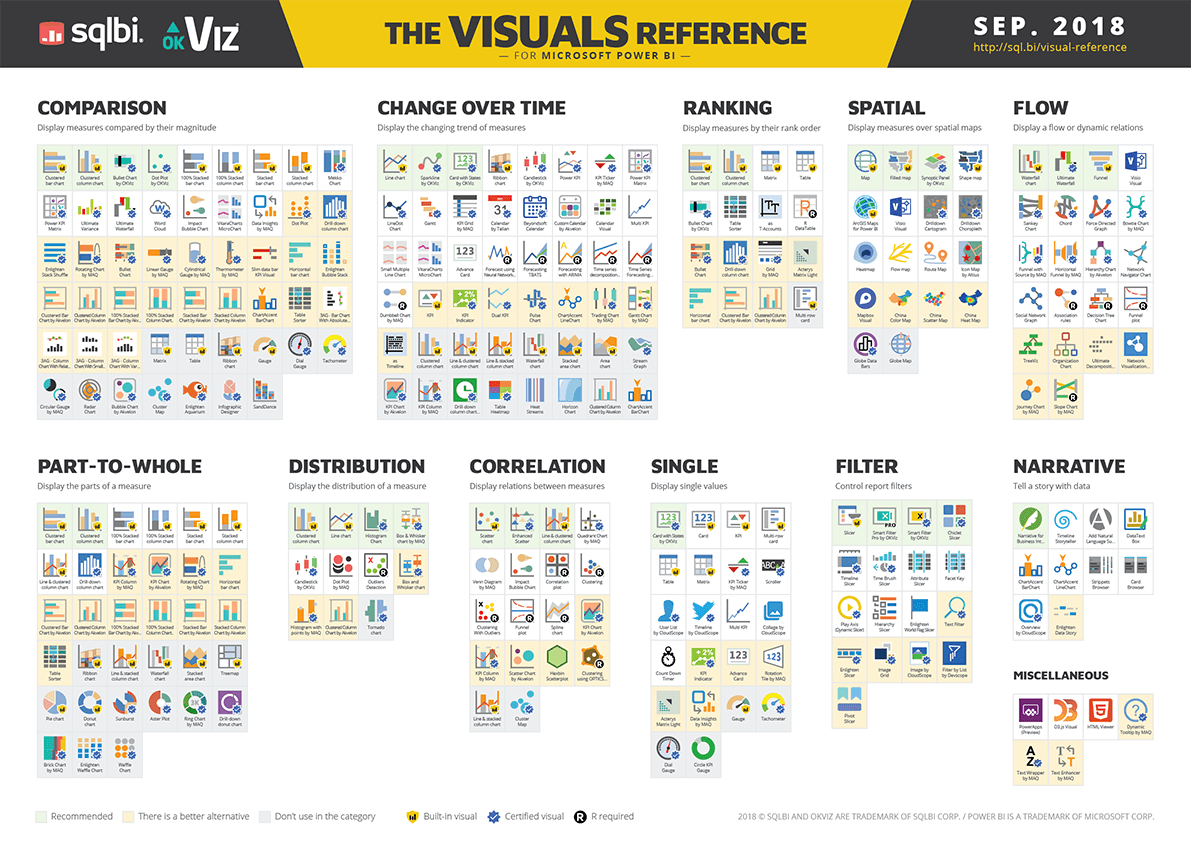 sqlbi.
OK VIZ
THE VISUALS REFERENCE
— FOR MICROSOFT POWER BI —
SEP. 2018
http://sql.bi/visual-reference
COMPARISON
Display measures compared by their magnitude
Clustered bar chart
Clustered column chart
Bullet Chart by OKViz
Dot Plot by OKViz
100% Stacked bar chart
100% Stacked column chart
Stacked bar chart
Stacked column chart
Mekko Chart
Power KPI Matrix
Ultimate Variance
Ultimate Waterfall
Word Cloud
Impact Bubble Chart
VitaraCharts MicroChart
Data Insights by MAQ
Dot Plot
Drill-down column chart
Enlighten Stack Shuffle
Rotating Chart by MAQ
Bullet Chart
Linear Gauge by MAQ
Cylindrical Gauge by MAQ
Thermometer by MAQ
Slim data bar KPI Visual
Horizontal bar chart
Enlighten Bubble Stack
Clustered Bar Chart by Akvelon
Clustered Column Chart by Akvelon
100% Stacked Bar Chart by Akv...
100% Stacked Column Chart.
Stacked Bar Chart by Akvelon
Stacked Column Chart.
ChartAccent BarChart
Table Sorter
3AG - Bar Chart With Absolute...
3AG - Column Chart With Relat...
3AG - Column Chart With Small...
3AG - Column Chart With Var...
Matrix
Table
Ribbon chart
Gauge
Dial Gauge
Tachometer
Circular Gauge by MAQ
Radar Chart
Bubble Chart by Akvelon
Cluster Map
Enlighten Aquarium
Infographic Designer
SandDance
CHANGE OVER TIME
Display the changing trend of measures
Line chart
Sparkline by OKViz
Card with States by OKViz
Ribbon chart
Candlestick by OKViz
Power KPI
KPI Ticker by MAQ
Power KPI Matrix
LineDot Chart
Gantt
Grid Calendar by MAQ
Calendar by Tallan
Beyondsoft Calendar
Custom Calendar by Akvelon
Calendar Visual
Multi KPI
Small Multiple Line Chart
VitaraCharts MicroChart
Advance Card
Forecast using Neural Network..
Forecasting TBATS
Forecasting with ARIMA
Time series decomposition..
Time Series Forecasting..
Dumbbell Chart by MAQ
KPI
KPI Indicator
Dual KPI
Pulse Chart
ChartAccent LineChart
Trading Chart by MAQ
Gantt Chart by MAQ
as Timeline
Clustered column chart
Line & clustered column chart
Line & stacked column chart
Waterfall chart
Stacked area chart
Area chart
Stream Graph
KPI Chart by Akvelon
KPI Column by MAQ
Drill-down column chart...
Table Heatmap
Heat Streams
Horizon Chart
Clustered Column Chart by Akvelon
ChartAccent BarChart
RANKING
Display measures by their rank order
Clustered bar chart
Clustered column chart
Matrix
Table
Bullet Chart by OKViz
Table Sorter
T Accounts
R DataTable
Bullet Chart
Drill-down column chart
Grid by MAQ
Acterys Matrix Light
Horizontal bar chart
Clustered Bar Chart by Akvelon
Clustered Column Chart by Akvelon
Multi-row card
SPATIAL
Display measures over spatial maps
Map
Filled map
Synoptic Panel by OKViz
Shape map
ArcGIS Maps for Power BI
Visio Visual
Drilldown Cartogram
Drilldown Choropleth
Heatmap
Flow map
Route Map
Icon Map by Altius
Mapbox Visual
China Color Map
China Scatter Map
China Heat Map
Globe Data Bars
Globe Map
FLOW
Display a flow or dynamic relations
Waterfall chart
Ultimate Waterfall
Funnel
Visio Visual
Sankey Chart
Chord
Force-Directed Graph
Journey Chart by MAQ
Funnel with Source by MAQ
Horizontal Funnel by MAQ
Hierarchy Chart by Akvelon
Network Navigator Chart
Social Network Graph
Association rules
Decision Tree Chart
Funnel plot
TreeViz
Organization Chart
Ultimate Decompositi...
Network Visualization...
Journey Chart by MAQ
Slope Chart by MAQ
PART-TO-WHOLE
Display the parts of a measure
Clustered bar chart
Clustered column chart
100% Stacked bar chart
100% Stacked column chart
Stacked bar chart
Stacked column chart
Line & clustered column chart
Drill-down column chart
KPI Column by MAQ
KPI Chart by Akvelon
Rotating Chart by MAQ
Horizontal bar chart
Clustered Bar Chart by Akvelon
Clustered Column Chart by Akvelon
100% Stacked Bar Chart by Akv...
100% Stacked Column Chart.
Stacked Bar Chart by Akvelon
Stacked Column Chart.
Table Sorter
Ribbon chart
Line & stacked column chart
Waterfall chart
Stacked area chart
Treemap
Pie chart
Donut chart
Sunburst
Aster Plot
Ring Chart by MAQ
Drill-down donut chart
Brick Chart by MAQ
Enlighten Waffle Chart
Waffle Chart
DISTRIBUTION
Display the distribution of a measure
Clustered column chart
Line chart
Histogram Chart
Box & Whisker chart by MAQ
Candlestick by OKViz
Dot Plot by MAQ
Outliers Detection
Box and Whisker chart
Histogram with points by MAQ
Clustered Column Chart by Akvelon
Tornado chart
CORRELATION
Display relations between measures
Scatter chart
Enhanced Scatter
Line & clustered column chart
Quadrant Chart by MAQ
Venn Diagram by MAQ
Impact Bubble Chart
Correlation plot
Clustering
Clustering With Outliers
Funnel plot
Spline chart
KPI Chart by Akvelon
KPI Column by MAQ
Scatter Chart by Akvelon
Hexbin Scatterplot
Clustering using OPTICS...
Line & stacked column chart
Cluster Map
SINGLE
Display single values
Card with States by OKViz
Card
KPI
Multi-row card
Table
Matrix
KPI Ticker by MAQ
Scroller
User List by CloudScope
Timeline by CloudScope
Multi KPI
Collage by CloudScope
Count Down Timer
KPI Indicator
Advance Card
Rotation Tile by MAQ
Acterys Matrix Light
Data Insights by MAQ
Gauge
Tachometer
Dial Gauge
Circle KPI Gauge
FILTER
Control report filters
Slicer
Smart Filter Pro by OKViz
Smart Filter by OKViz
Chiclet Slicer
Timeline Slicer
Time Brush Slicer
Attribute Slicer
Facet Key
Play Axis (Dynamic Slicer)
Hierarchy Slicer
Enlighten World Flag Slicer
Text Filter
Enlighten Slicer
Image Grid
Image by CloudScope
Filter by List by Devscope
Pivot Slicer
NARRATIVE
Tell a story with data
Narrative for Business In...
Timeline Storyteller
Add Natural Lang...
DataText Box
ChartAccent BarChart
ChartAccent LineChart
Strippets Browser
Card Browser
Overview by CloudScope
Enlighten Data Story
MISCELLANEOUS
PowerApps (Preview)
D3.js Visual
HTML Viewer
Dynamic Tooltip by MAQ
Text Wrapper by MAQ
Text Enhancer by MAQ
Recommended
There is a better alternative
Don't use in the category
Built-in visual
Certified visual
R required
2018 © SQLBI AND OKVIZ ARE TRADEMARK OF SQLBI CORP. / POWER BI IS A TRADEMARK OF MICROSOFT CORP.